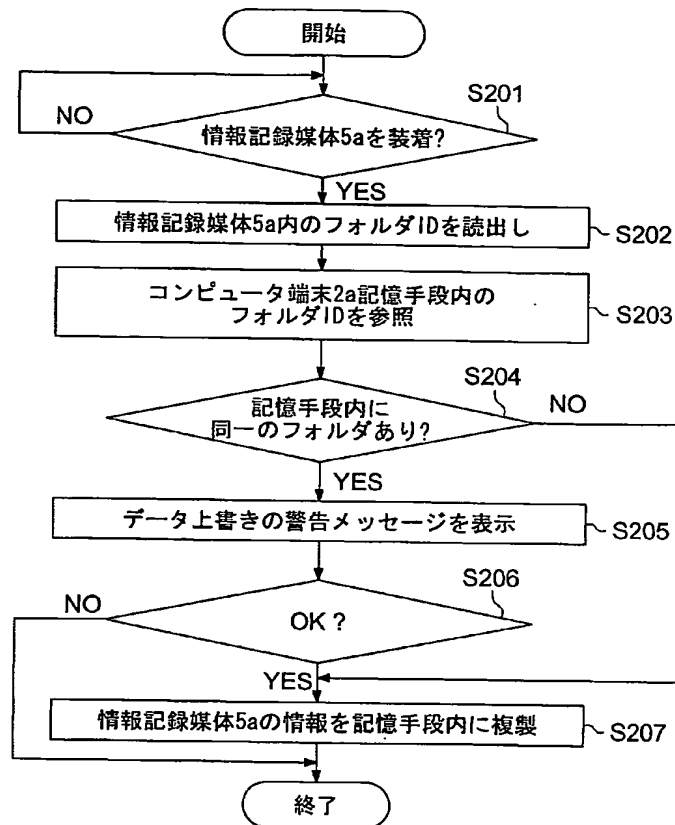 開始
S201
NO
情報記録媒体5aを装着?
YES
情報記録媒体5a内のフォルダIDを読出し
S202
コンピュータ端末2a記憶手段内の
フォルダIDを参照
S203
S204
記憶手段内に
同一のフォルダあり?
NO
YES
データ上書きの警告メッセージを表示
S205
S206
NO
OK?
YES
情報記録媒体5aの情報を記憶手段内に複製
S207
終了